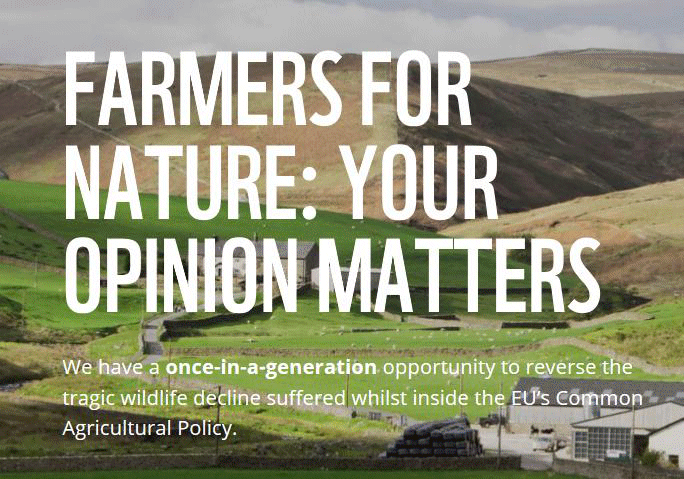 FARMERS FOR
NATURE: YOUR
OPINION MATTERS
We have a once-in-a-generation opportunity to reverse the
tragic wildlife decline suffered whilst inside the EU's Common
Agricultural Policy.